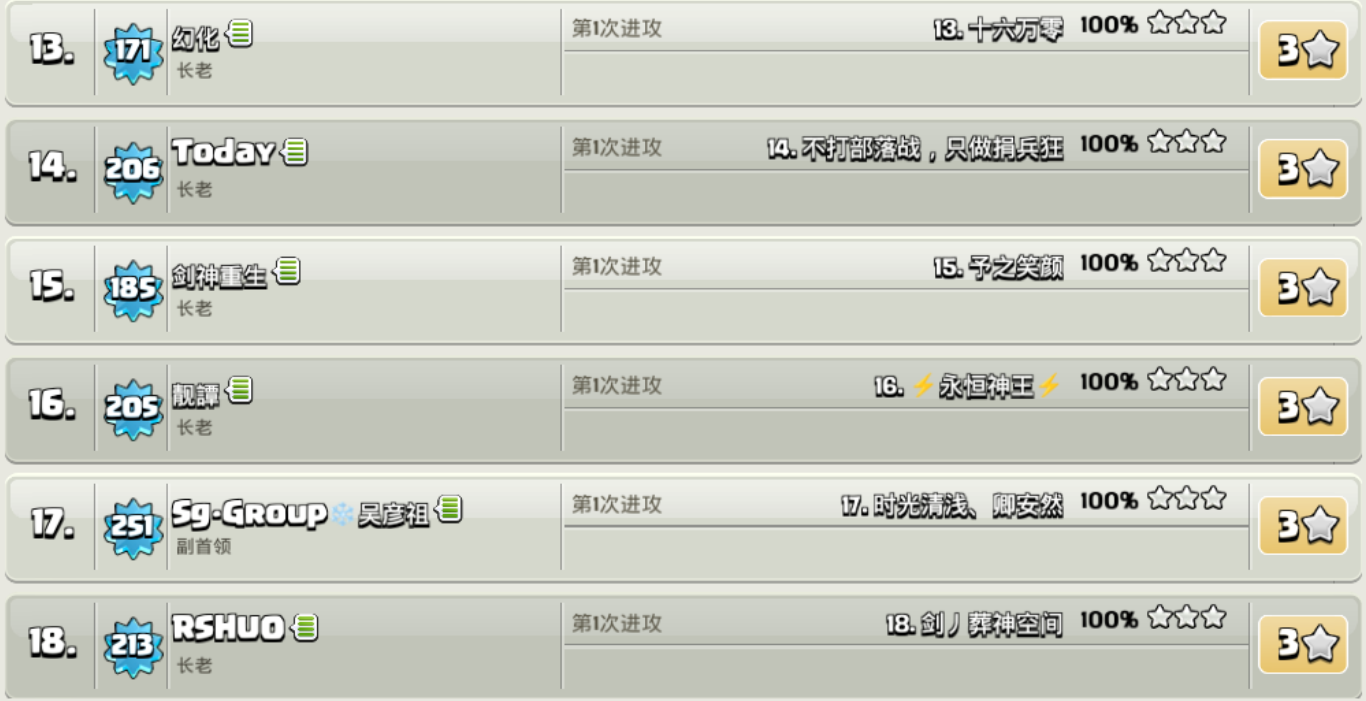 13. 171 幻化 第1次进攻 13. 十六万零 100% 3
长老
14. 206 Today 第1次进攻 14. 不打部落战，只做捐兵狂 100% 3
长老
15. 185 剑神重生 第1次进攻 15. 予之笑颜 100% 3
长老
16. 205 靓譚 第1次进攻 16. ⚡永恒神王⚡ 100% 3
长老
17. 251 Sg-Group❄吴彦祖 第1次进攻 17. 时光清浅、卿安然 100% 3
副首领
18. 213 RSHUO 第1次进攻 18. 剑丿葬神空间 100% 3
长老